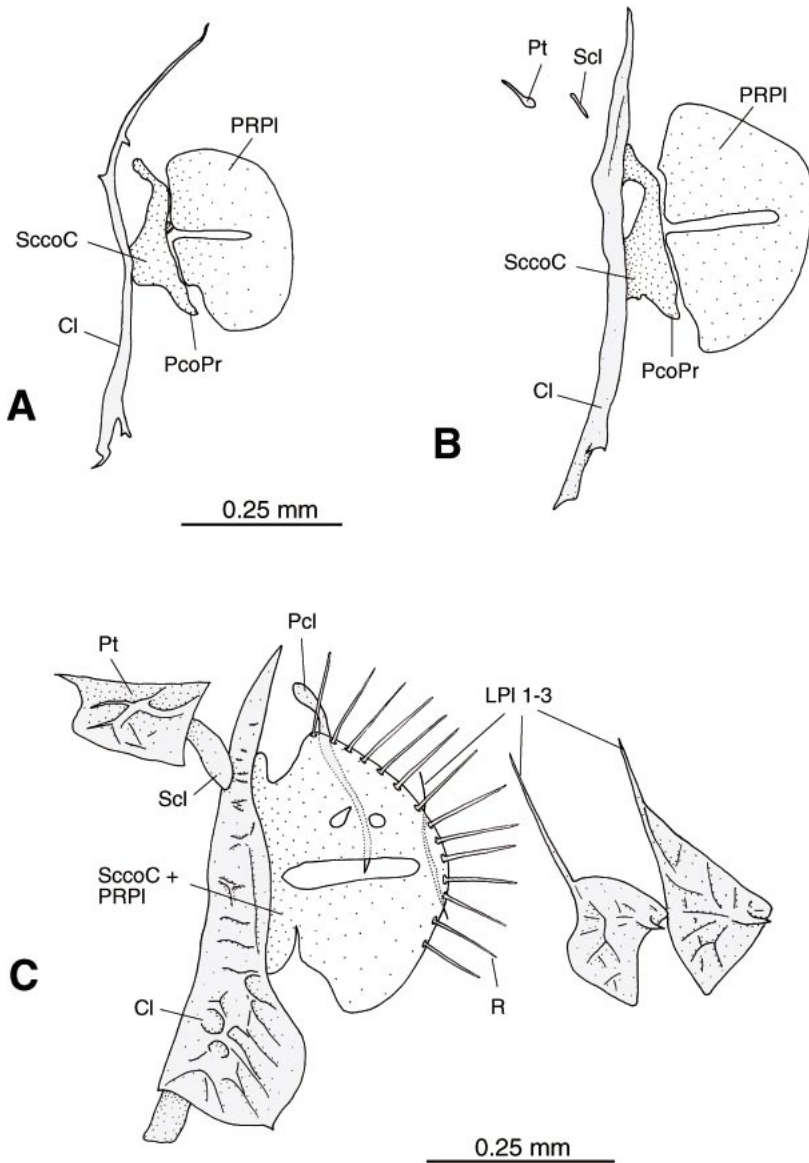 PRPl
SccoC
Cl
PcoPr
A
0.25 mm
Pt
Scl
PRPl
SccoC
PcoPr
Cl
B
Pcl
Pt
LPl 1-3
Scl
SccoC +
PRPl
R
Cl
C
0.25 mm